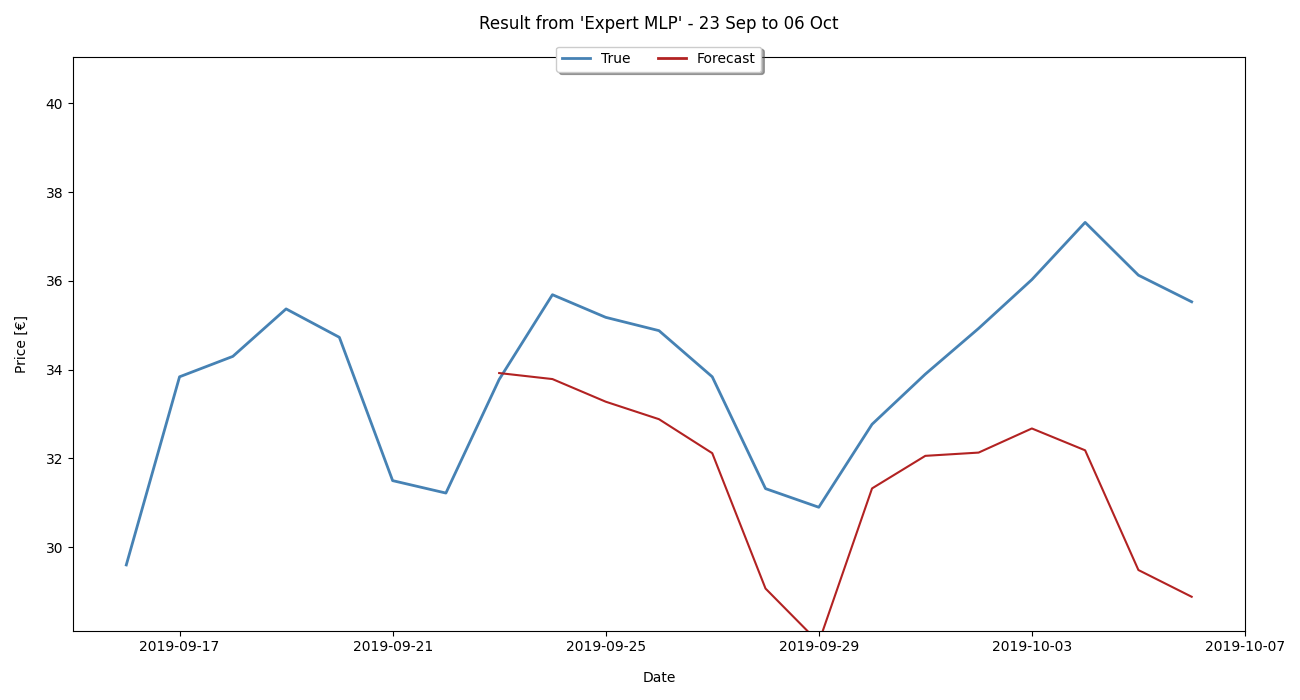 Result from 'Expert MLP' - 23 Sep to 06 Oct
True Forecast
40
38
36
34
32
30
Price [€]
2019-09-17 2019-09-21 2019-09-25 2019-09-29 2019-10-03 2019-10-07
Date